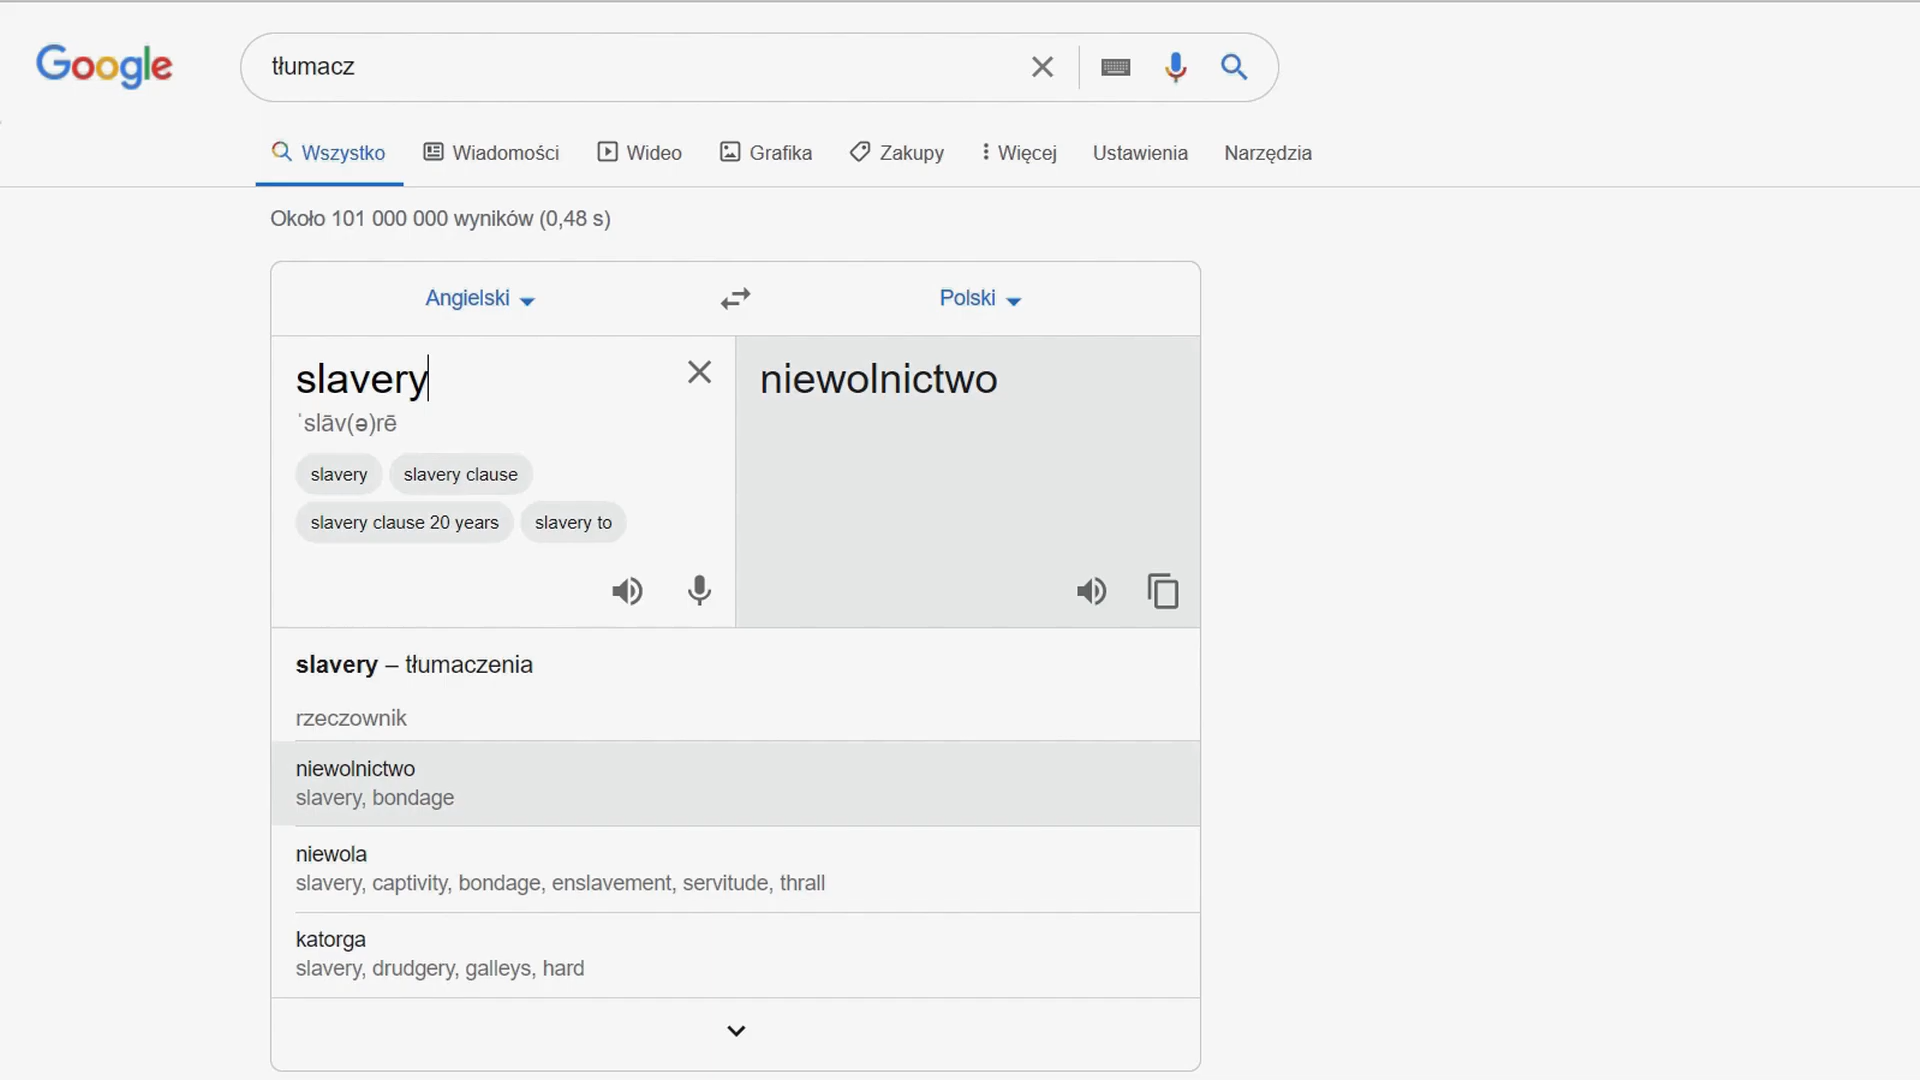 Google
tłumacz
Wszystko Wiadomości Wideo Grafika Zakupy Więcej Ustawienia Narzędzia
Około 101 000 000 wyników (0,48 s)
Angielski Polski
slavery niewolnictwo
ˈslāv(ə)rē
slavery slavery clause
slavery clause 20 years slavery to
slavery – tłumaczenia
rzeczownik
niewolnictwo
slavery, bondage
niewola
slavery, captivity, bondage, enslavement, servitude, thrall
katorga
slavery, drudgery, galleys, hard